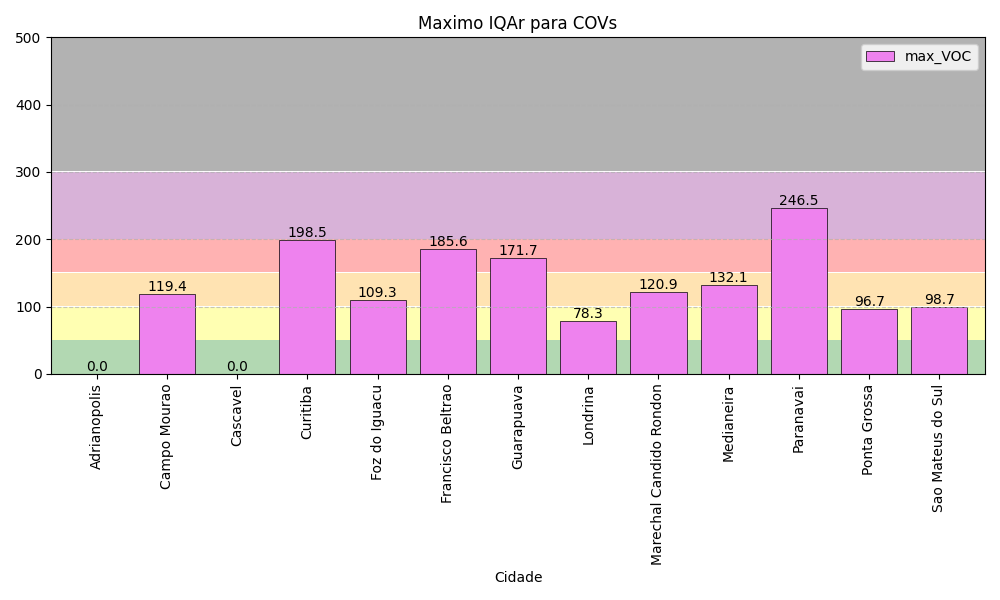 Maximo IQAr para COVs
max_VOC
500
400
300
200
100
0
0.0
119.4
0.0
198.5
109.3
185.6
171.7
78.3
120.9
132.1
246.5
96.7
98.7
Adrianopolis
Campo Mourao
Cascavel
Curitiba
Foz do Iguacu
Francisco Beltrao
Guarapuava
Londrina
Marechal Candido Rondon
Medianeira
Paranavai
Ponta Grossa
Sao Mateus do Sul
Cidade